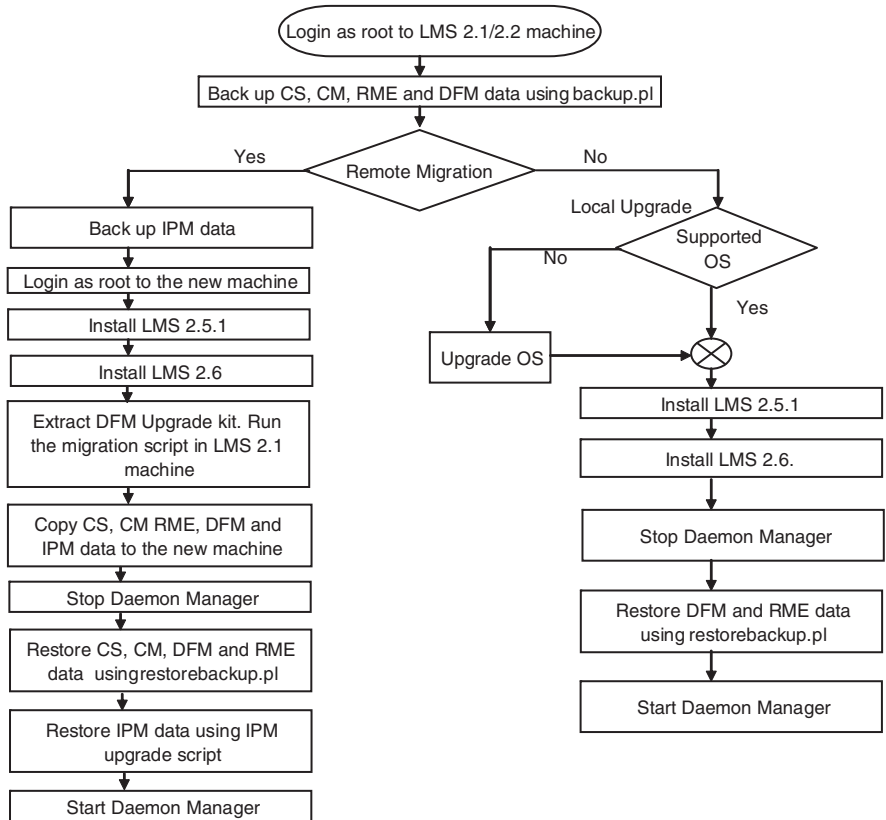 Login as root to LMS 2.1/2.2 machine
Back up CS, CM, RME and DFM data using backup.pl
Remote Migration
Yes
No
Back up IPM data
Login as root to the new machine
Install LMS 2.5.1
Install LMS 2.6
Extract DFM Upgrade kit. Run
the migration script in LMS 2.1
machine
Copy CS, CM RME, DFM and
IPM data to the new machine
Stop Daemon Manager
Restore CS, CM, DFM and RME
data usingrestorebackup.pl
Restore IPM data using IPM
upgrade script
Start Daemon Manager
Local Upgrade
Supported
OS
No
Yes
Upgrade OS
Install LMS 2.5.1
Install LMS 2.6.
Stop Daemon Manager
Restore DFM and RME data
using restorebackup.pl
Start Daemon Manager